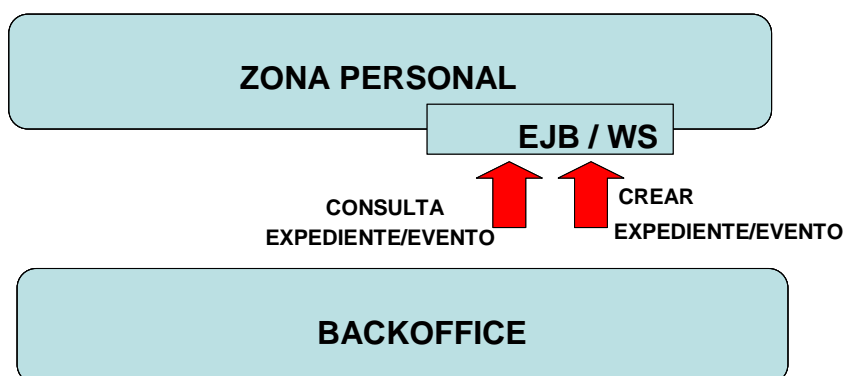 ZONA PERSONAL
EJB / WS
CONSULTA
EXPEDIENTE/EVENTO
CREAR
EXPEDIENTE/EVENTO
BACKOFFICE